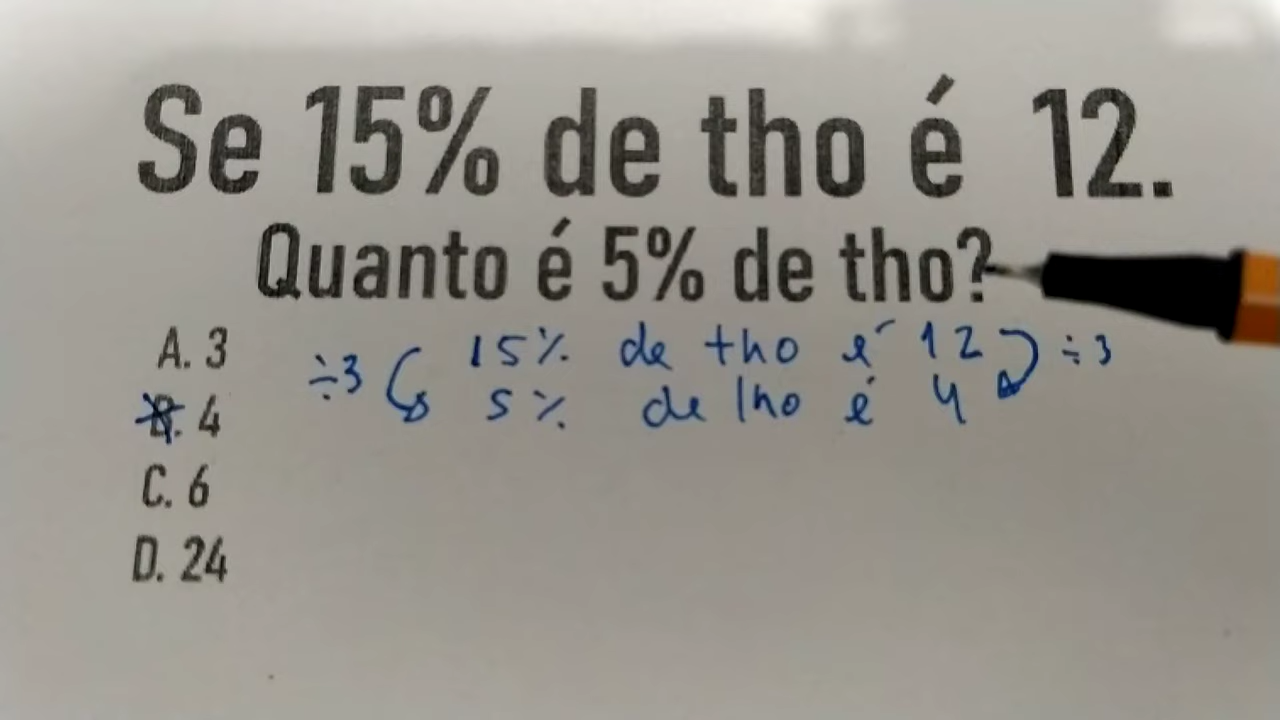 Se 15% de tho é 12.
Quanto é 5% de tho?
A. 3
B. 4
C. 6
D. 24
÷3 15% de tho é 12 ÷3
5% de lho é 4